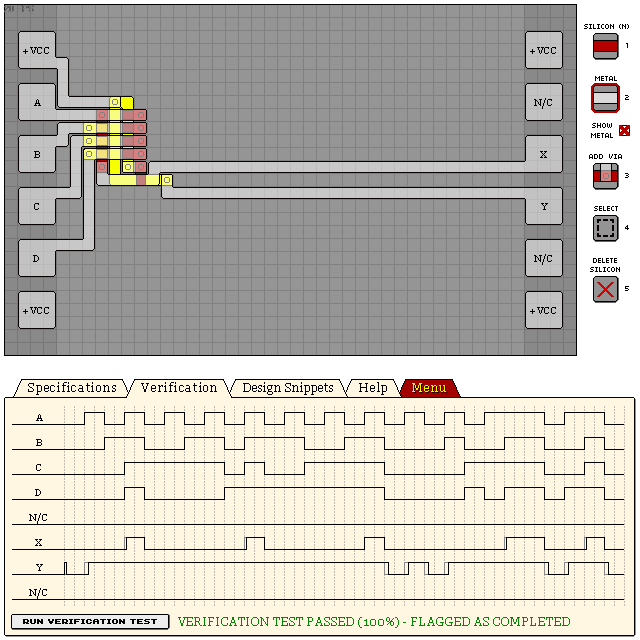 SILICON (N)
+VCC
+VCC
1
METAL
A
N/C
2
SHOW
METAL
B
X
ADD VIA
3
C
Y
SELECT
4
D
N/C
DELETE
SILICON
5
+VCC
+VCC
Specifications
Verification
Design Snippets
Help
Menu
A
B
C
D
N/C
X
Y
N/C
RUN VERIFICATION TEST
VERIFICATION TEST PASSED (100%) - FLAGGED AS COMPLETED